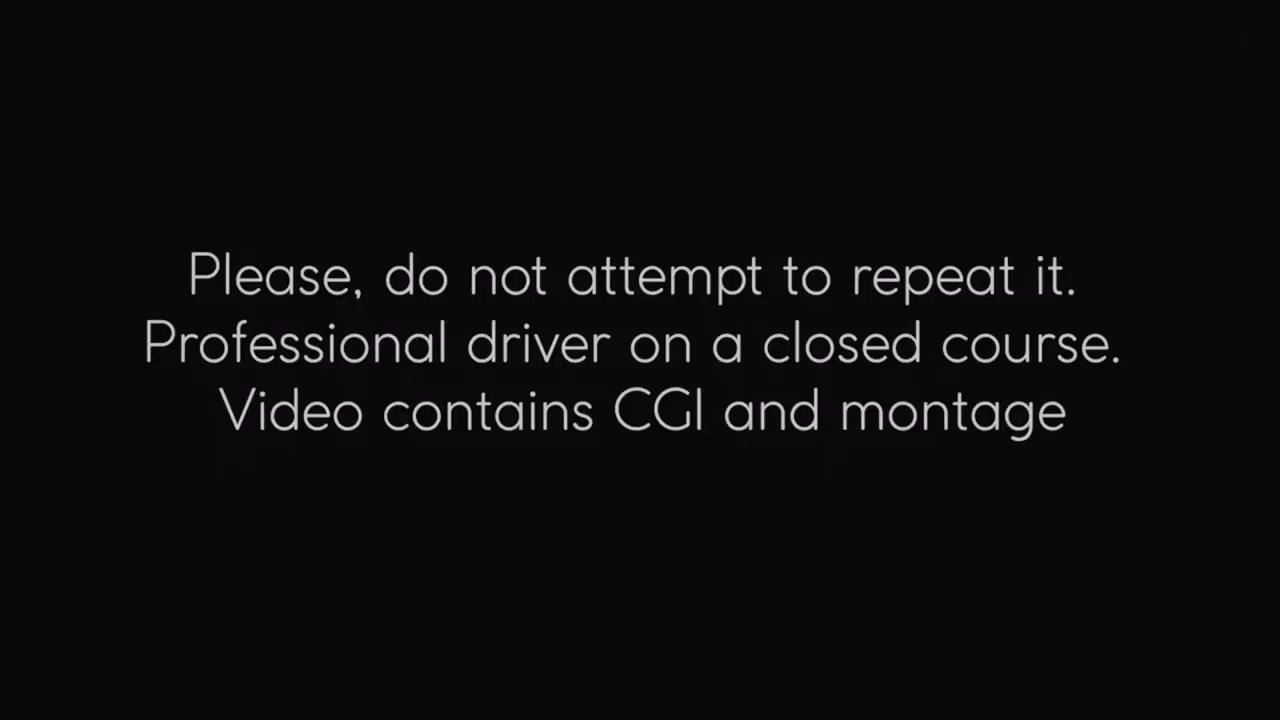 Please, do not attempt to repeat it.
Professional driver on a closed course.
Video contains CGI and montage